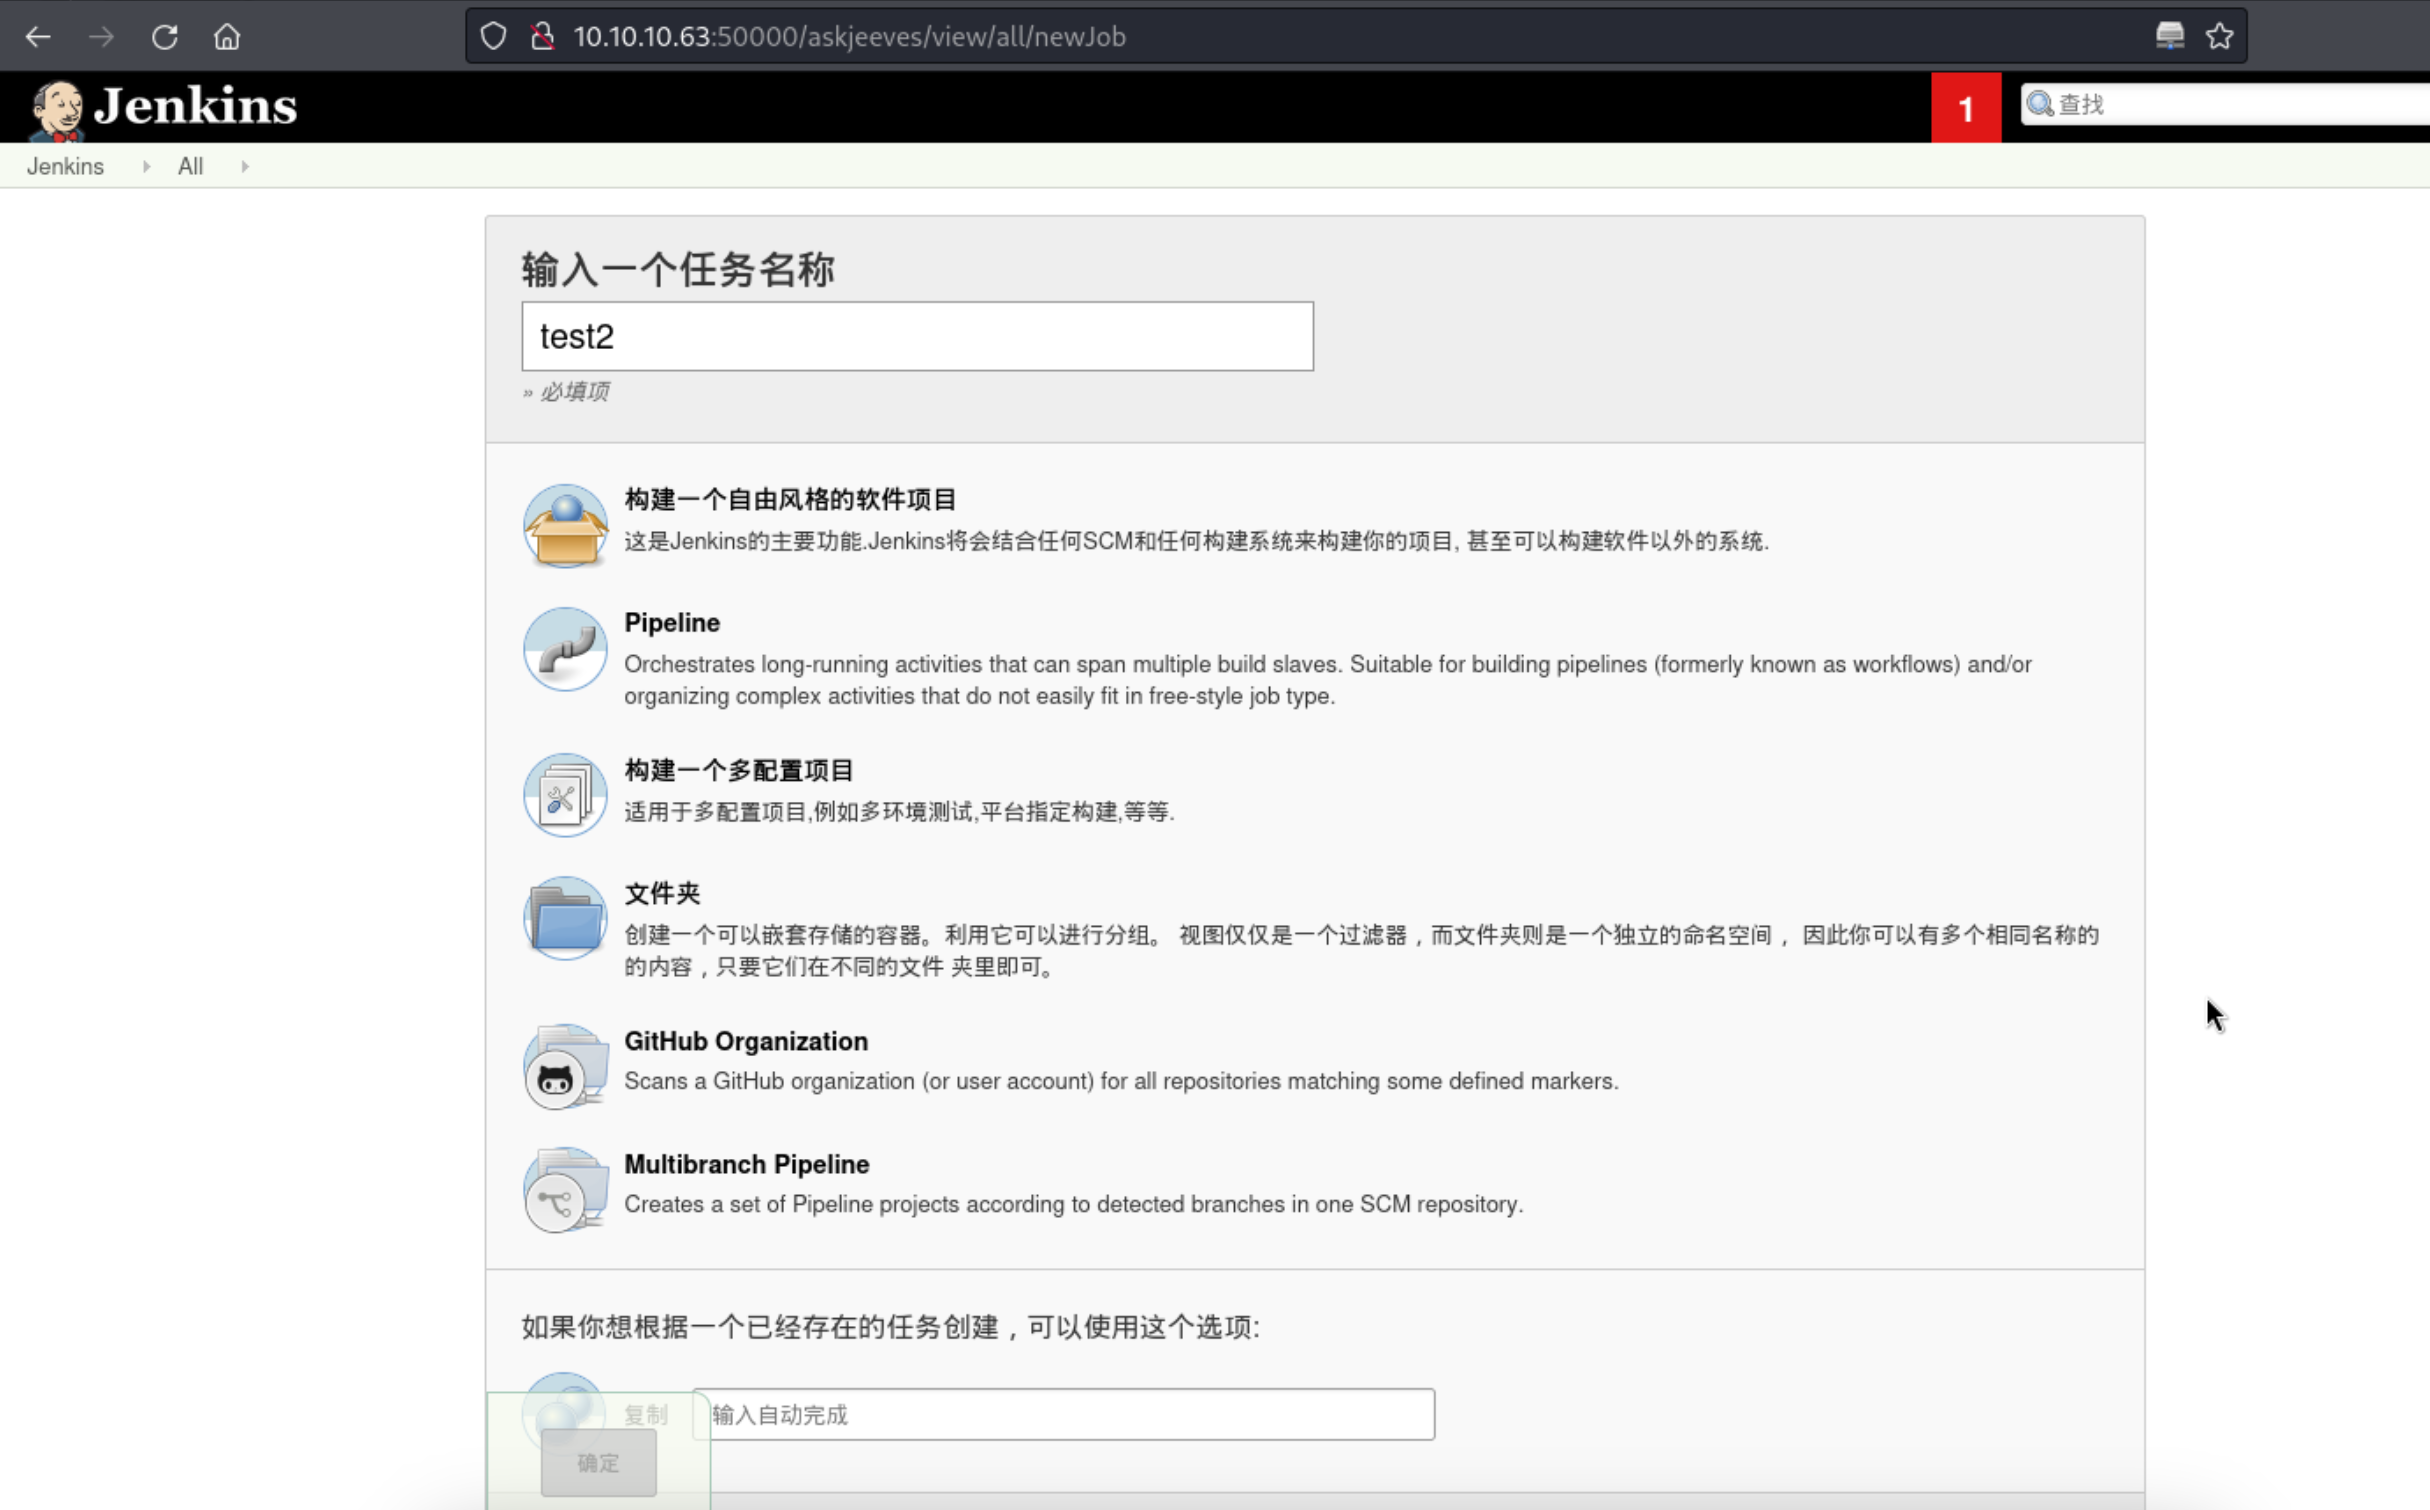 10.10.10.63:50000/askjeeves/view/all/newJob
Jenkins
1
查找
Jenkins
All
输入一个任务名称
test2
» 必填项
构建一个自由风格的软件项目
这是Jenkins的主要功能.Jenkins将会结合任何SCM和任何构建系统来构建你的项目, 甚至可以构建软件以外的系统.
Pipeline
Orchestrates long-running activities that can span multiple build slaves. Suitable for building pipelines (formerly known as workflows) and/or
organizing complex activities that do not easily fit in free-style job type.
构建一个多配置项目
适用于多配置项目,例如多环境测试,平台指定构建,等等.
文件夹
创建一个可以嵌套存储的容器。利用它可以进行分组。 视图仅仅是一个过滤器，而文件夹则是一个独立的命名空间， 因此你可以有多个相同名称的
的内容，只要它们在不同的文件 夹里即可。
GitHub Organization
Scans a GitHub organization (or user account) for all repositories matching some defined markers.
Multibranch Pipeline
Creates a set of Pipeline projects according to detected branches in one SCM repository.
如果你想根据一个已经存在的任务创建，可以使用这个选项:
复制
输入自动完成
确定